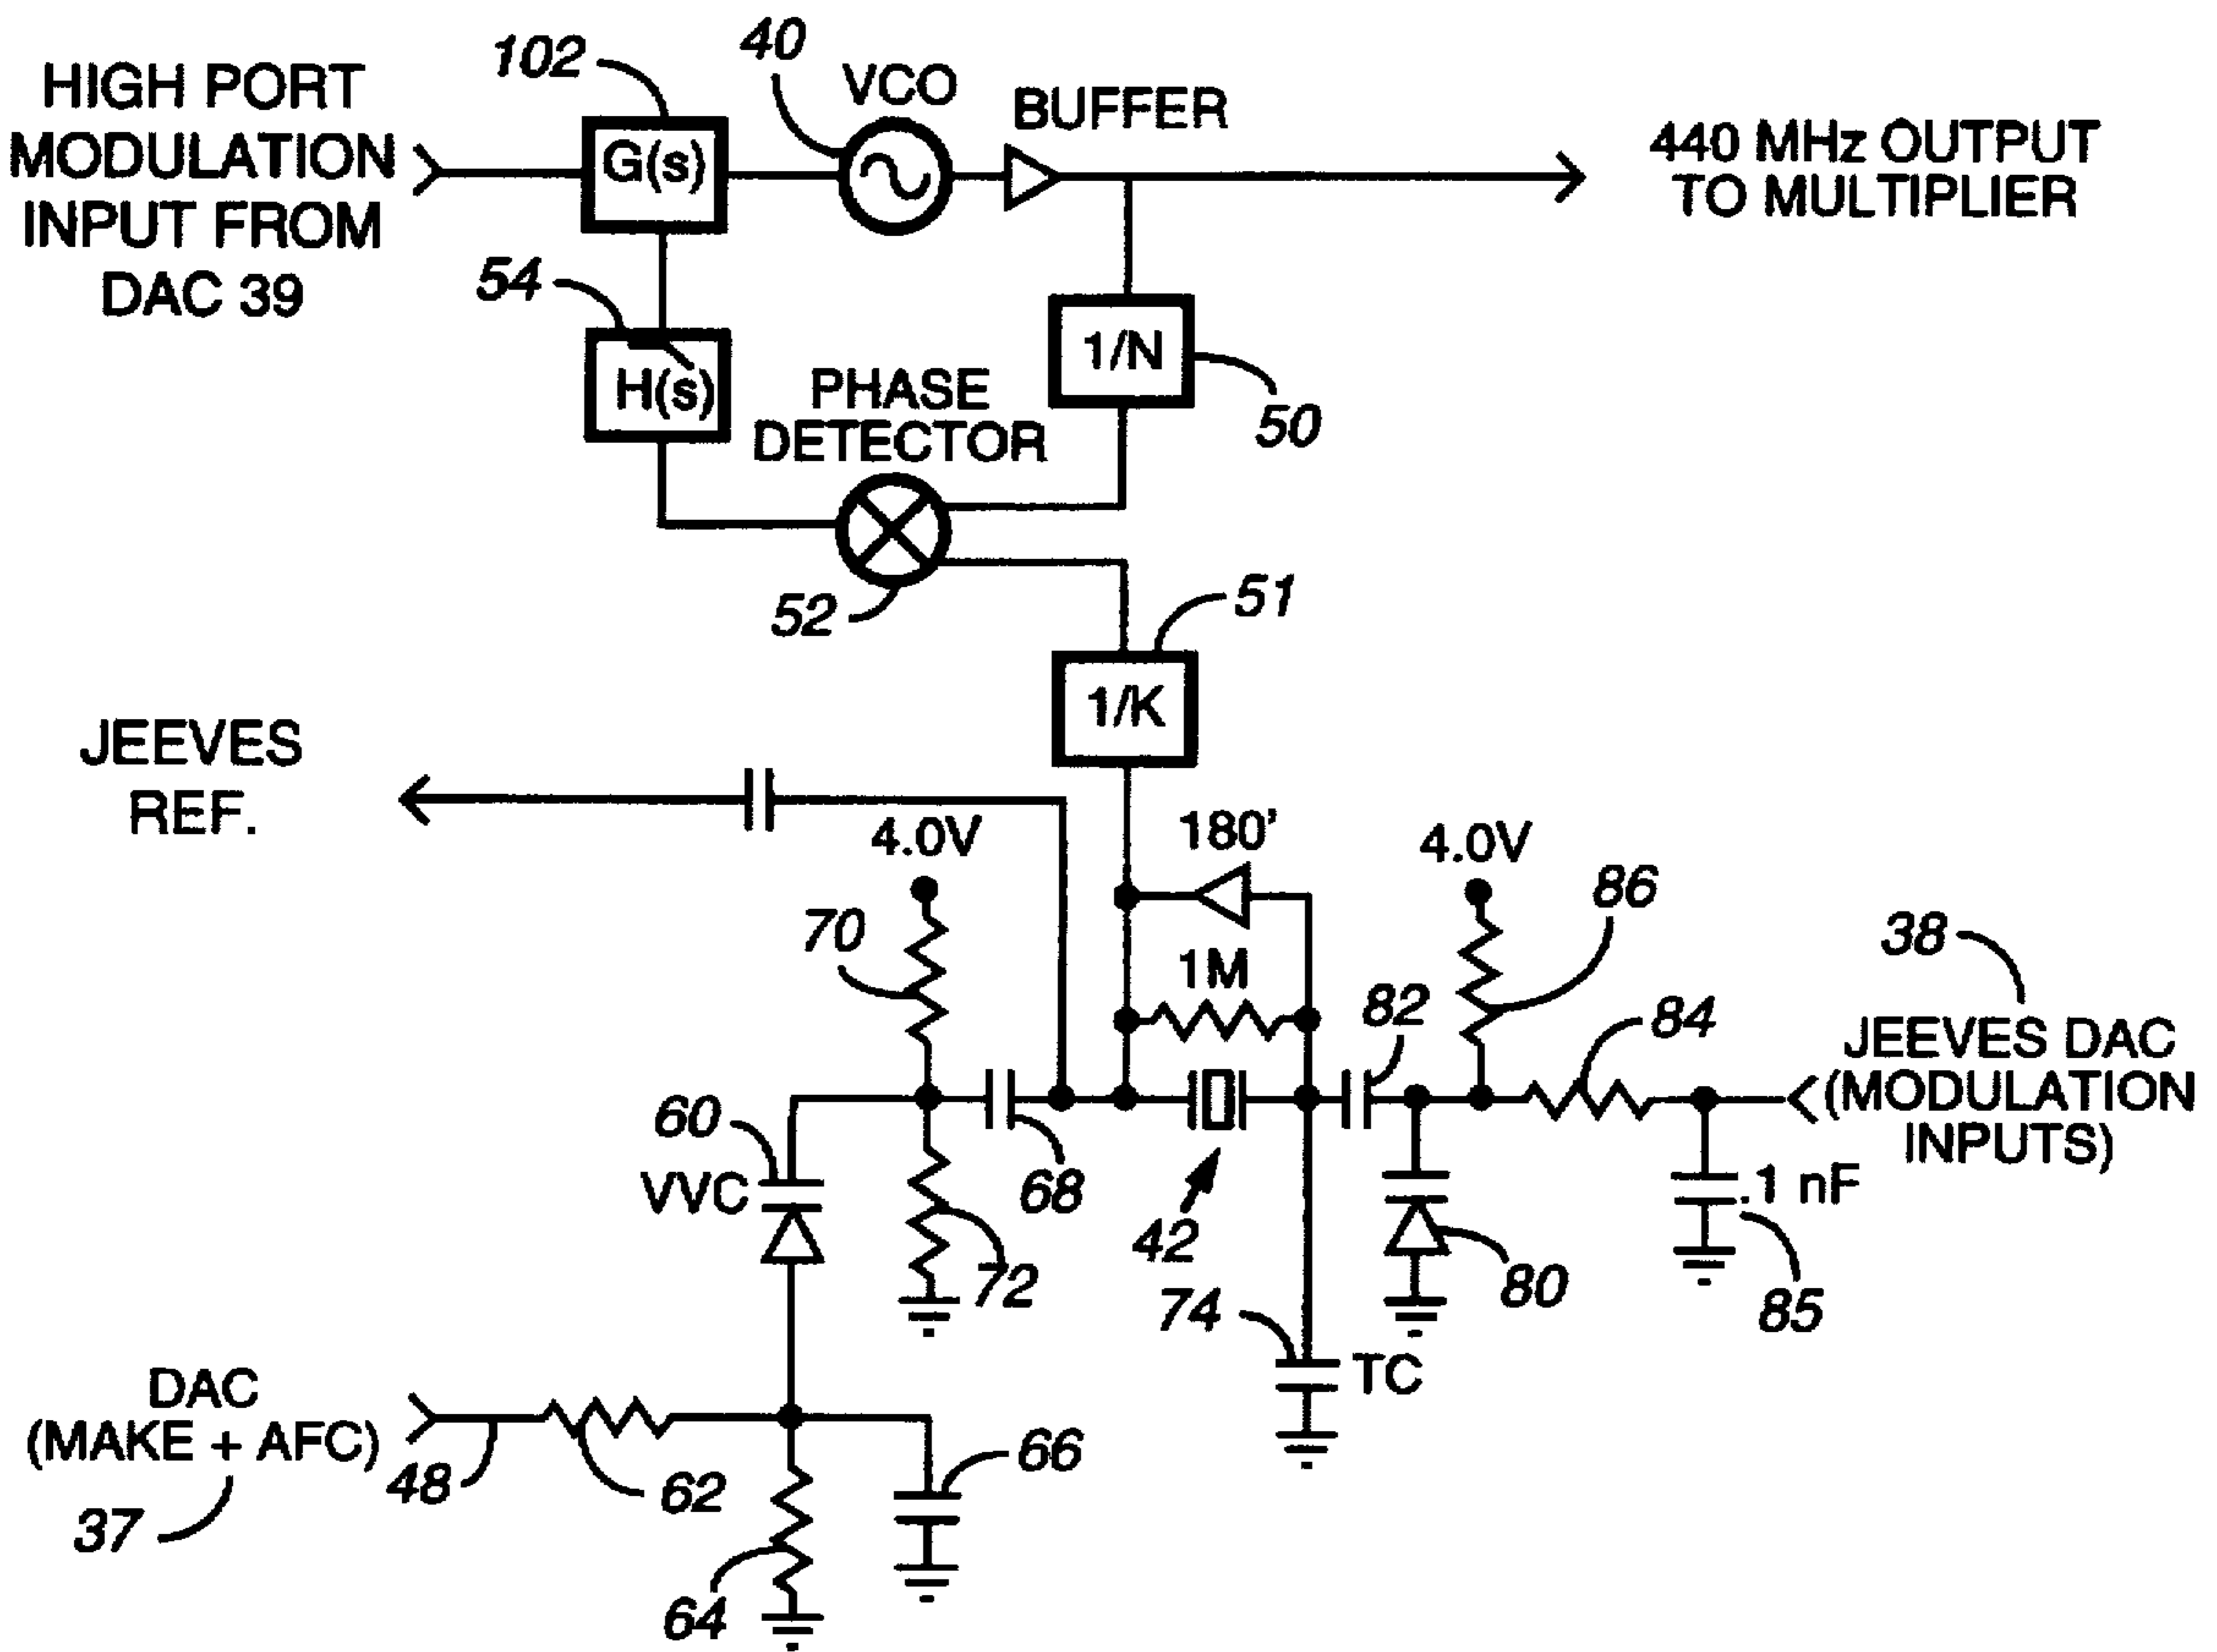 HIGH PORT
MODULATION
INPUT FROM
DAC 39
102
G(s)
40
VCO
BUFFER
440 MHz OUTPUT
TO MULTIPLIER
54
H(s)
PHASE
DETECTOR
1/N
50
52
51
1/K
JEEVES
REF.
4.0V
180'
4.0V
86
70
1M
82
84
38
JEEVES DAC
(MODULATION
INPUTS)
60
VVC
68
42
72
74
TC
80
.1 nF
85
DAC
(MAKE + AFC)
37
48
62
64
66